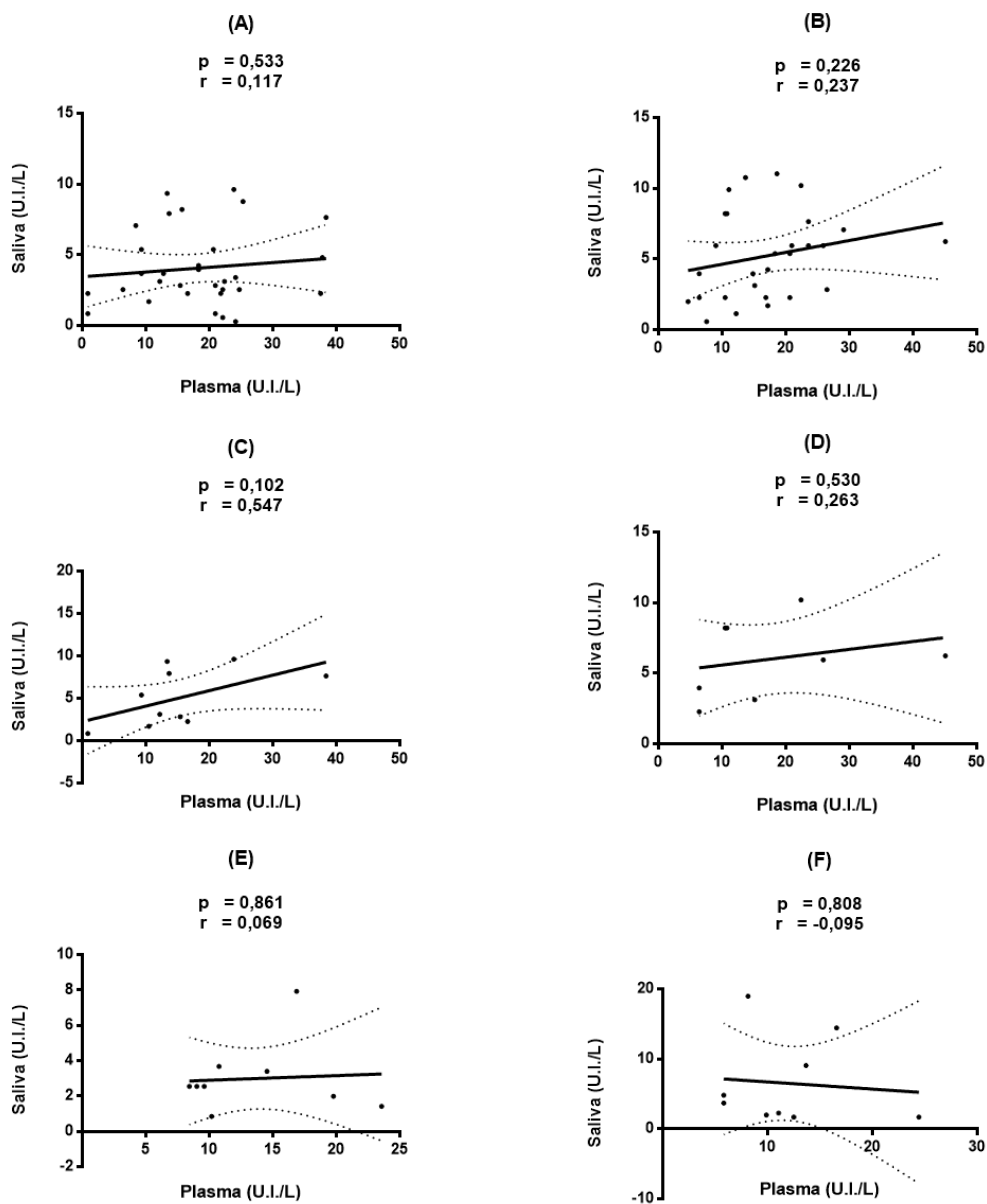 (A)
p = 0,533
r = 0,117
15
10
5
0
0 10 20 30 40 50
Saliva (U.I./L)
Plasma (U.I./L)
(B)
p = 0,226
r = 0,237
15
10
5
0
0 10 20 30 40 50
Saliva (U.I./L)
Plasma (U.I./L)
(C)
p = 0,102
r = 0,547
20
15
10
5
0
-5
10 20 30 40 50
Saliva (U.I./L)
Plasma (U.I./L)
(D)
p = 0,530
r = 0,263
15
10
5
0
0 10 20 30 40 50
Saliva (U.I./L)
Plasma (U.I./L)
(E)
p = 0,861
r = 0,069
10
8
6
4
2
0
-2
5 10 15 20 25
Saliva (U.I./L)
Plasma (U.I./L)
(F)
p = 0,808
r = -0,095
20
10
0
-10
10 20 30
Saliva (U.I./L)
Plasma (U.I./L)